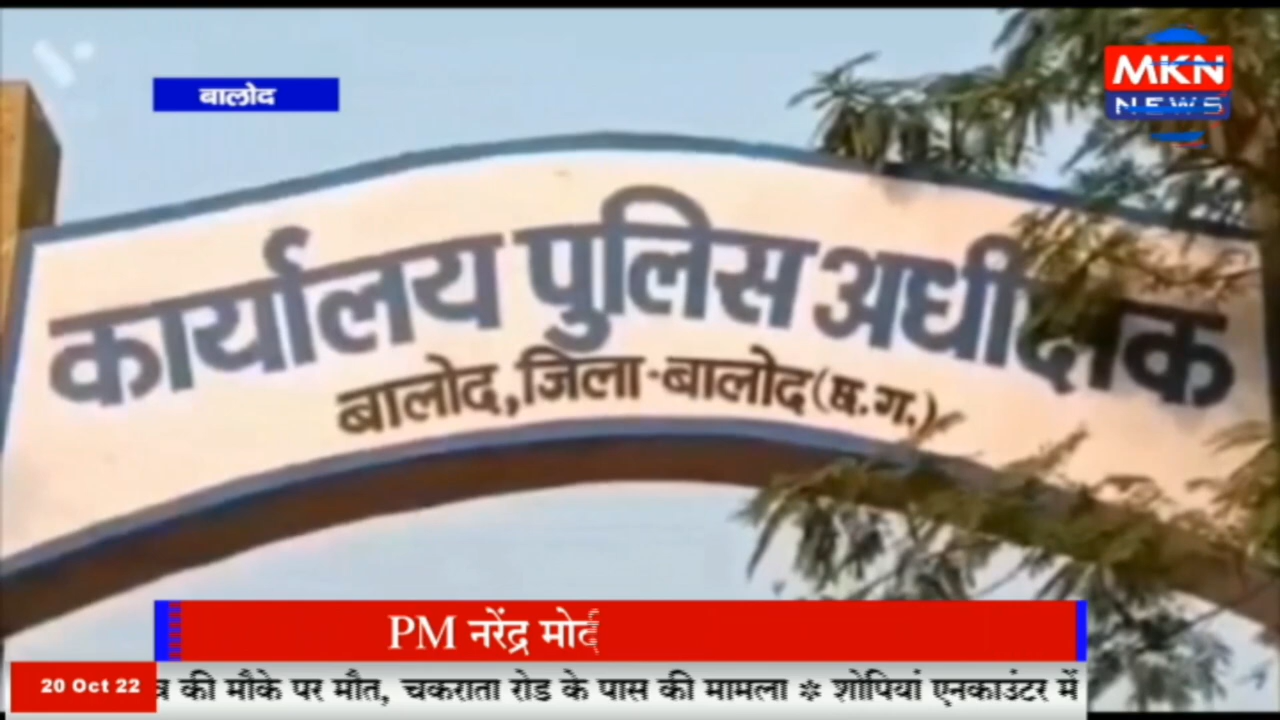 MKN
NEWS
बालोद
कार्यालय पुलिस अधीक्षक
बालोद, जिला-बालोद (छ.ग.)
PM नरेंद्र
20 Oct 22
की मौके पर मौत, चकराता रोड के पास की मामला * शोपियां एनकाउंटर में